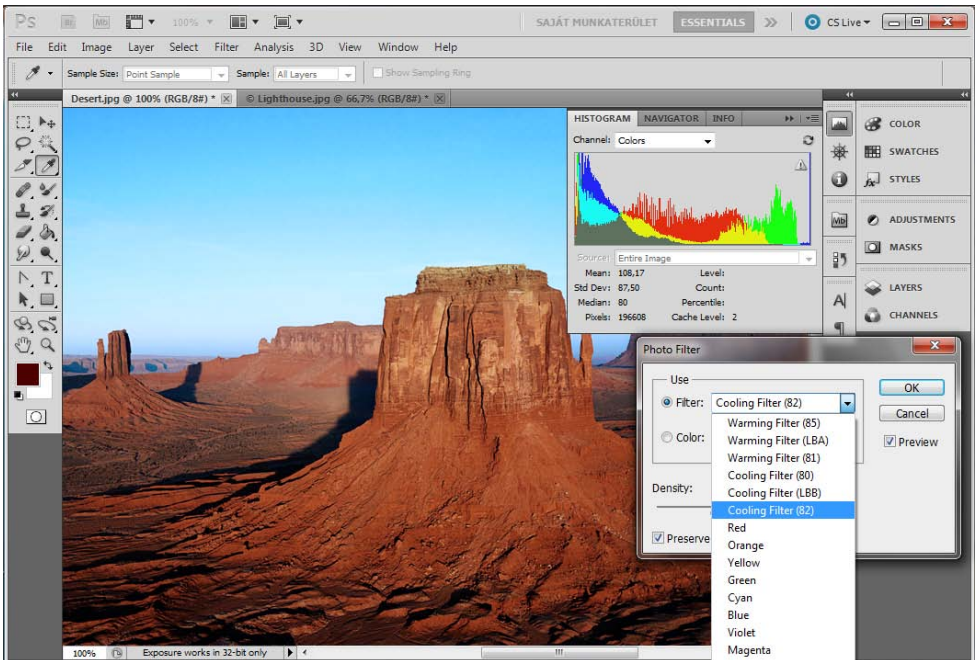 Ps Br Mb 100% SAJÁT MUNKATERÜLET ESSENTIALS CS Live
File Edit Image Layer Select Filter Analysis 3D View Window Help
Sample Size: Point Sample Sample: All Layers Show Sampling Ring
Desert.jpg @ 100% (RGB/8#) * © Lighthouse.jpg @ 66,7% (RGB/8#) *
HISTOGRAM NAVIGATOR INFO
Channel: Colors
Source: Entire Image
Mean: 108,17 Level:
Std Dev: 87,50 Count:
Median: 80 Percentile:
Pixels: 196608 Cache Level: 2
COLOR
SWATCHES
STYLES
Mb ADJUSTMENTS
MASKS
LAYERS
CHANNELS
Photo Filter
Use
Filter: Cooling Filter (82)
Color:
Density:
Preserve
OK
Cancel
Preview
Warming Filter (85)
Warming Filter (LBA)
Warming Filter (81)
Cooling Filter (80)
Cooling Filter (LBB)
Cooling Filter (82)
Red
Orange
Yellow
Green
Cyan
Blue
Violet
Magenta
100% Exposure works in 32-bit only